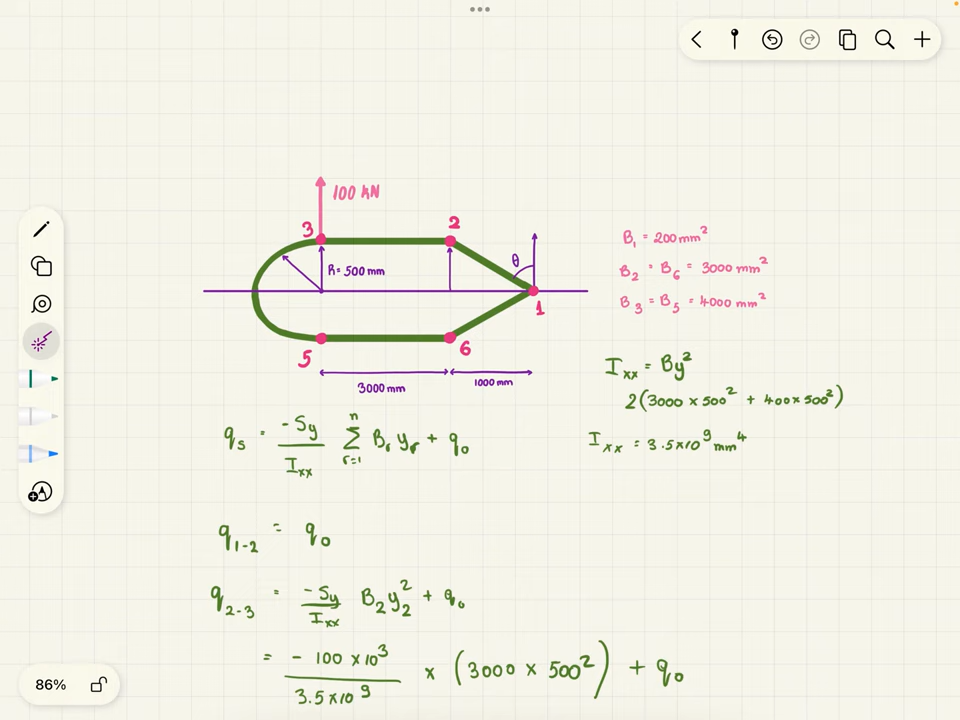 100 kN
3
2
θ
R = 500 mm
1
5
6
3000 mm
1000 mm
B₁ = 200 mm²
B₂ = B₆ = 3000 mm²
B₃ = B₅ = 4000 mm²
Iₓₓ = By²
2(3000 × 500² + 400 × 500²)
Iₓₓ = 3.5 × 10⁹ mm⁴
qₛ = -Sy / Iₓₓ ∑ⁿᵣ₌₁ Bᵣ yᵣ + q₀
q₁₋₂ = q₀
q₂₋₃ = -Sy / Iₓₓ B₂y₂² + q₀
= - 100 × 10³ / 3.5 × 10⁹ × (3000 × 500²) + q₀
86%